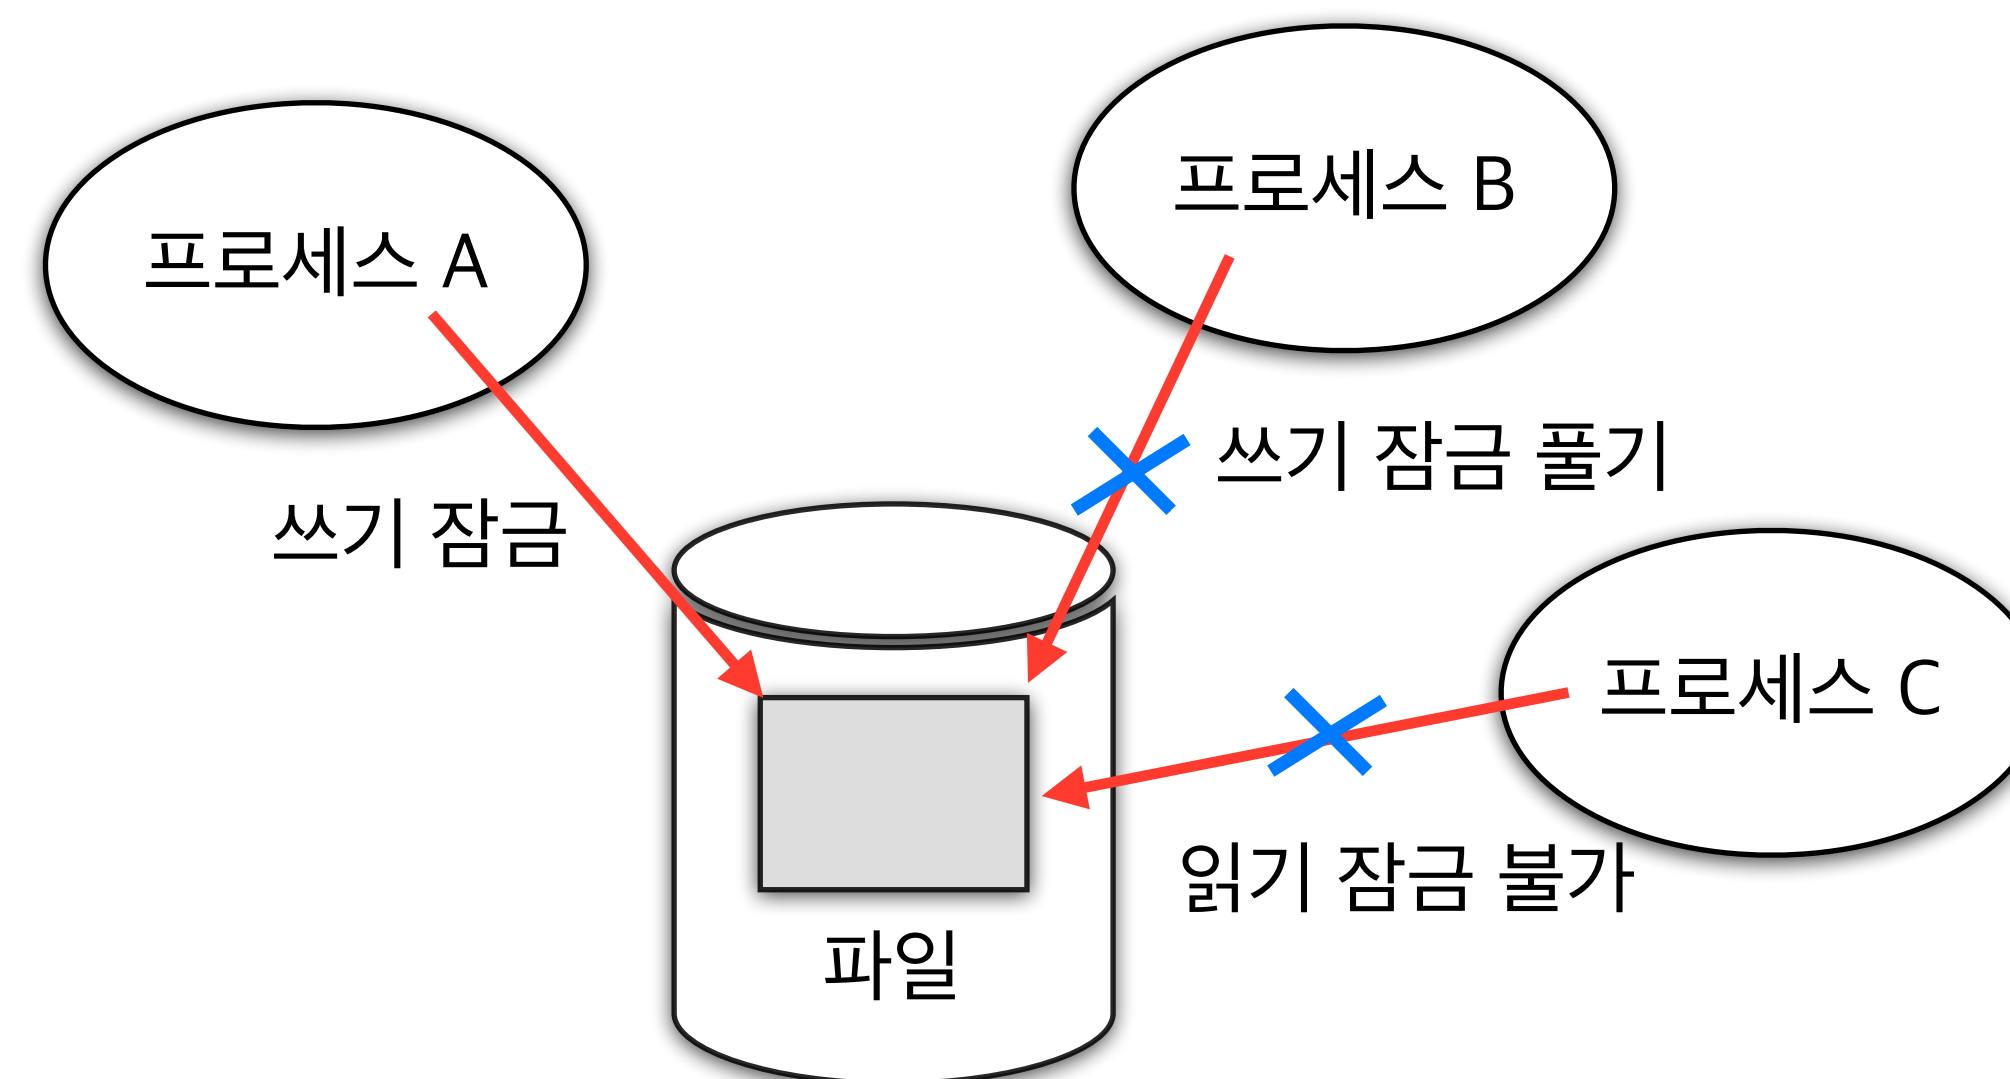 프로세스 A
프로세스 B
쓰기 잠금
쓰기 잠금 풀기
프로세스 C
읽기 잠금 불가
파일